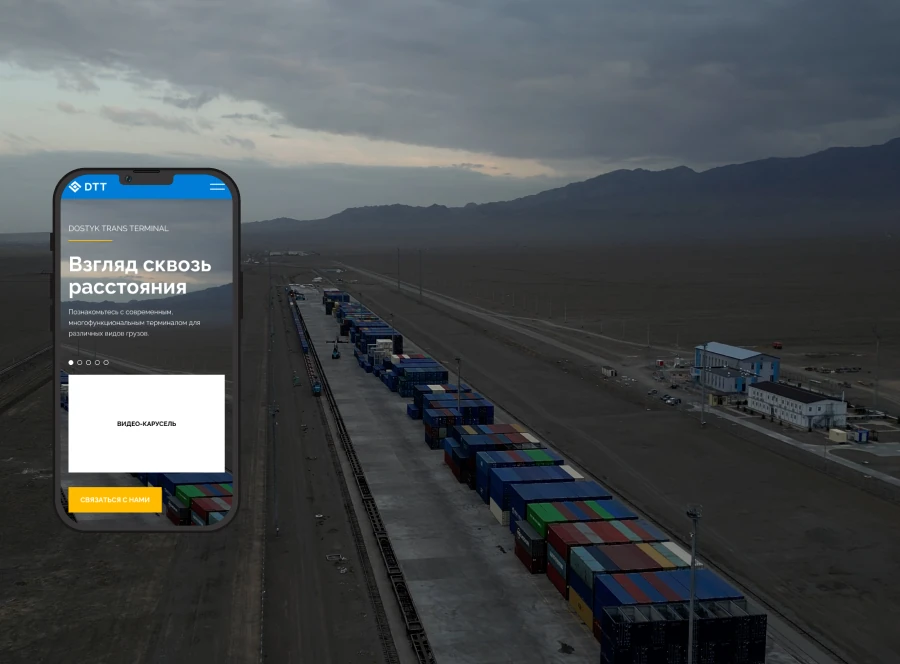 DTT
DOSTYK TRANS TERMINAL
Взгляд сквозь
расстояния
Познакомьтесь с современным,
многофункциональным терминалом для
различных видов грузов.
ВИДЕО-КАРУСЕЛЬ
СВЯЗАТЬСЯ С НАМИ